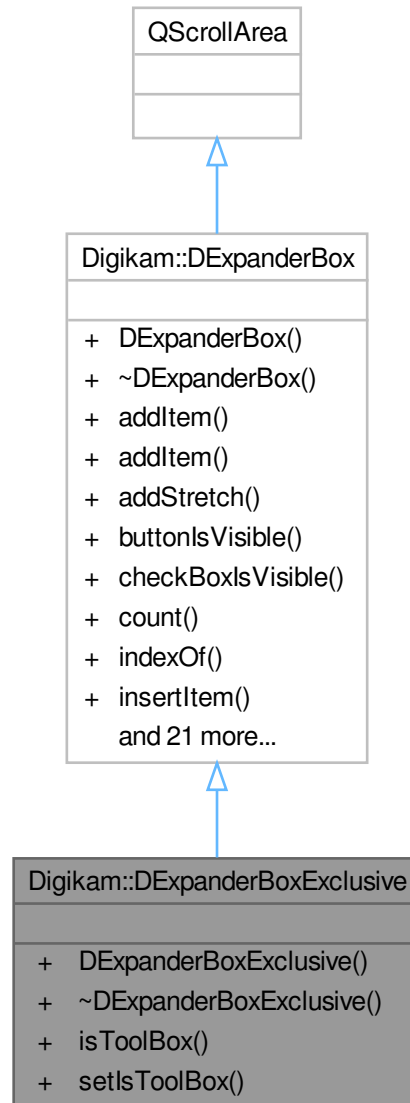 QScrollArea
Digikam::DExpanderBox
+ DExpanderBox()
+ ~DExpanderBox()
+ addItem()
+ addItem()
+ addStretch()
+ buttonIsVisible()
+ checkBoxIsVisible()
+ count()
+ indexOf()
+ insertItem()
and 21 more...
Digikam::DExpanderBoxExclusive
+ DExpanderBoxExclusive()
+ ~DExpanderBoxExclusive()
+ isToolBox()
+ setIsToolBox()